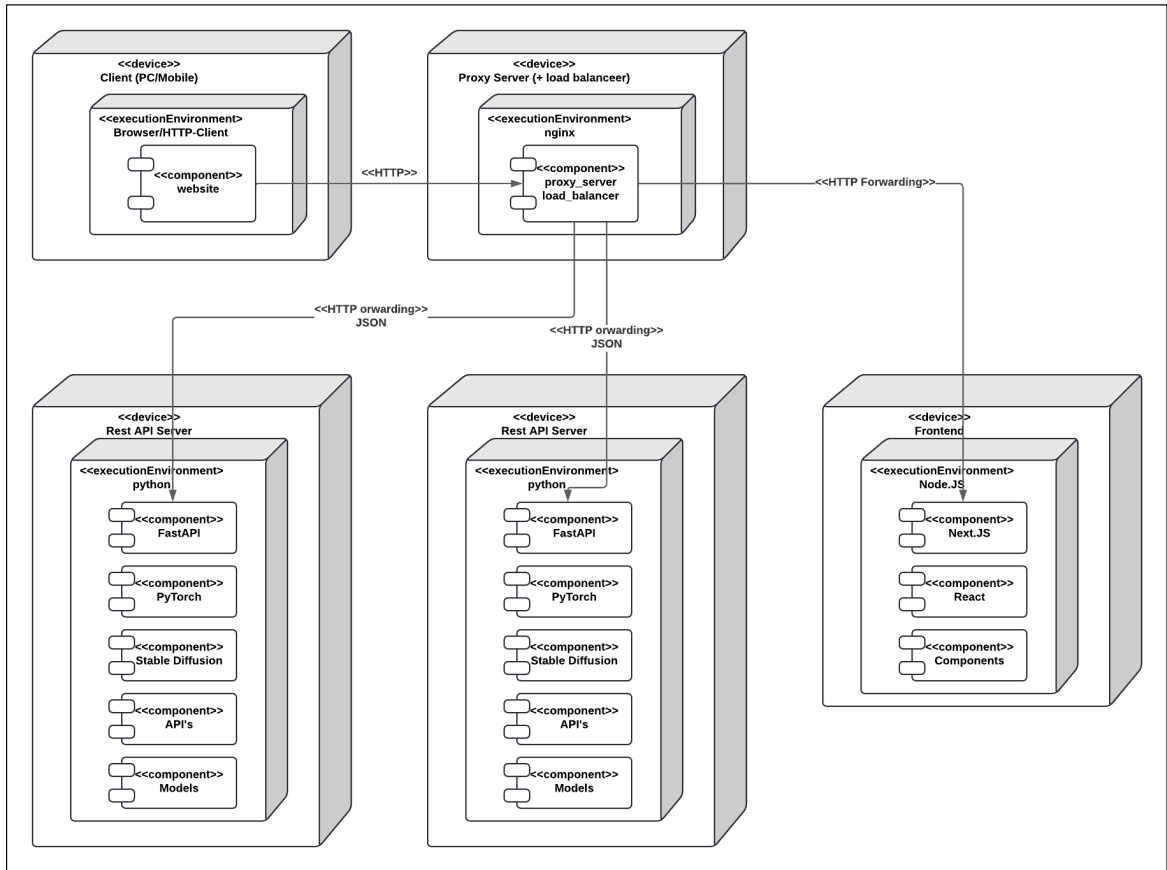 <<device>>
Client (PC/Mobile)
<<executionEnvironment>
Browser/HTTP-Client
<<component>>
website
<<HTTP>>
<<device>>
Proxy Server (+ load balanceer)
<<executionEnvironment>
nginx
<<component>>
proxy_server
load_balancer
<<HTTP Forwarding>>
<<HTTP orwarding>>
JSON
<<HTTP orwarding>>
JSON
<<device>>
Rest API Server
<<executionEnvironment>
python
<<component>>
FastAPI
<<component>>
PyTorch
<<component>>
Stable Diffusion
<<component>>
API's
<<component>>
Models
<<device>>
Rest API Server
<<executionEnvironment>
python
<<component>>
FastAPI
<<component>>
PyTorch
<<component>>
Stable Diffusion
<<component>>
API's
<<component>>
Models
<<device>>
Frontend
<<executionEnvironment>
Node.JS
<<component>>
Next.JS
<<component>>
React
<<component>>
Components